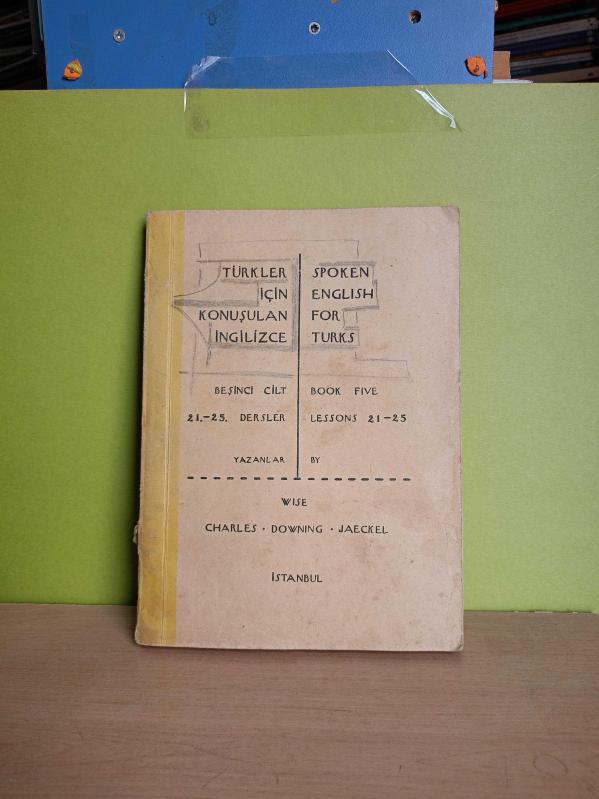 TÜRKLER
İÇİN
KONUŞULAN
İNGİLİZCE
SPOKEN
ENGLISH
FOR
TURKS
BEŞİNCİ CİLT
21.-25. DERSLER
BOOK FIVE
LESSONS 21-25
YAZANLAR
BY
WISE
CHARLES · DOWNING · JAECKEL
İSTANBUL